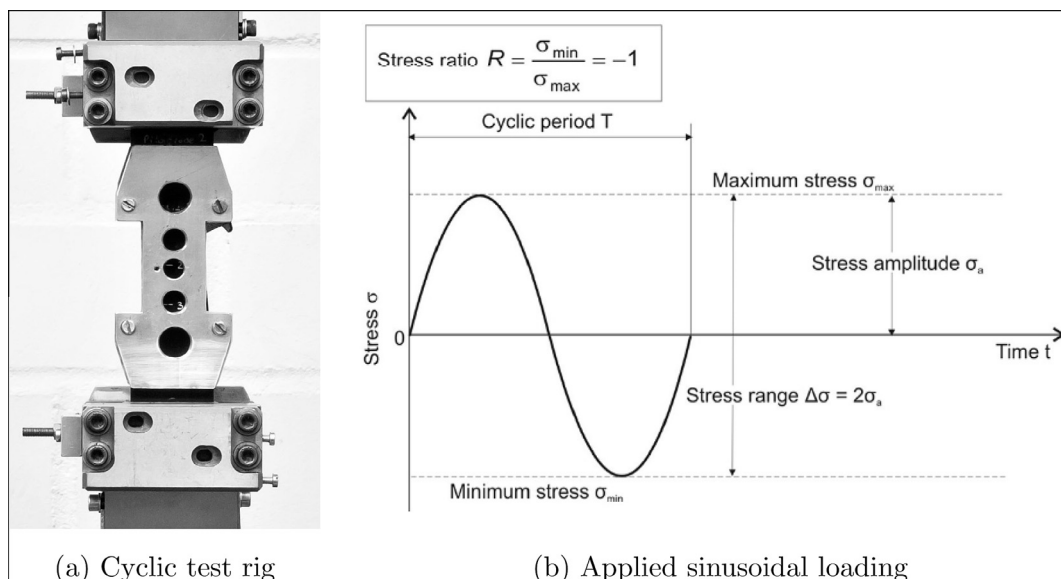 Stress ratio R = σmin / σmax = −1
Cyclic period T
Maximum stress σmax
Stress amplitude σa
Stress σ
0
Time t
Stress range Δσ = 2σa
Minimum stress σmin
(a) Cyclic test rig
(b) Applied sinusoidal loading